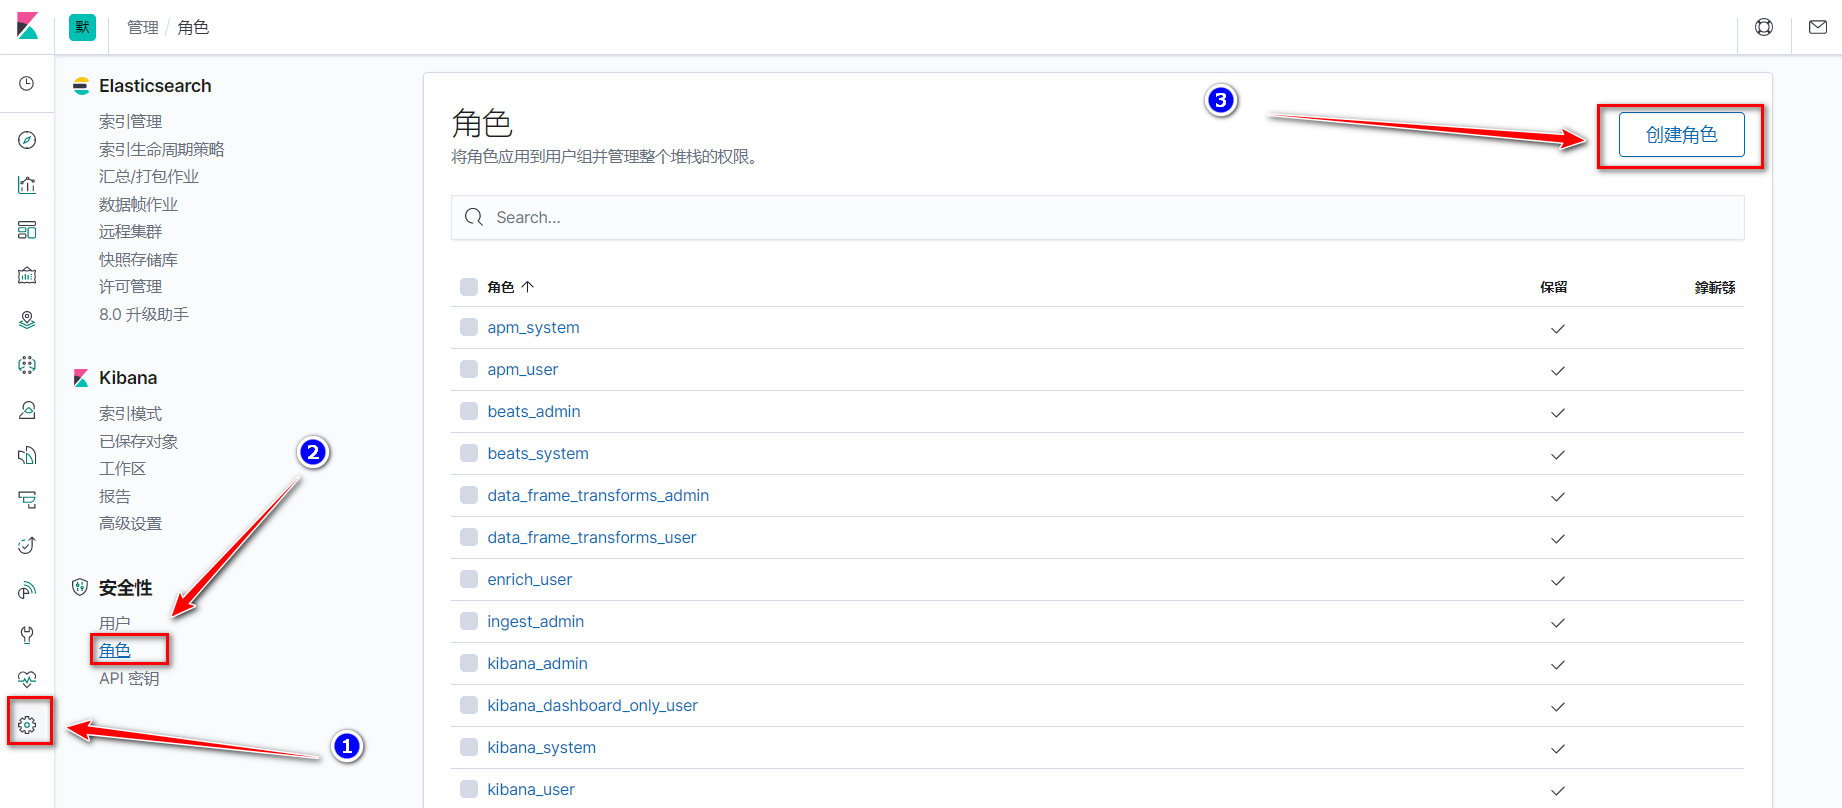 默 管理 / 角色
Elasticsearch
索引管理
索引生命周期策略
汇总/打包作业
数据帧作业
远程集群
快照存储库
许可管理
8.0 升级助手
Kibana
索引模式
已保存对象
工作区
报告
高级设置
安全性
用户
角色
API 密钥
1
2
3
角色
创建角色
将角色应用到用户组并管理整个堆栈的权限。
Search...
角色 保留
apm_system
apm_user
beats_admin
beats_system
data_frame_transforms_admin
data_frame_transforms_user
enrich_user
ingest_admin
kibana_admin
kibana_dashboard_only_user
kibana_system
kibana_user